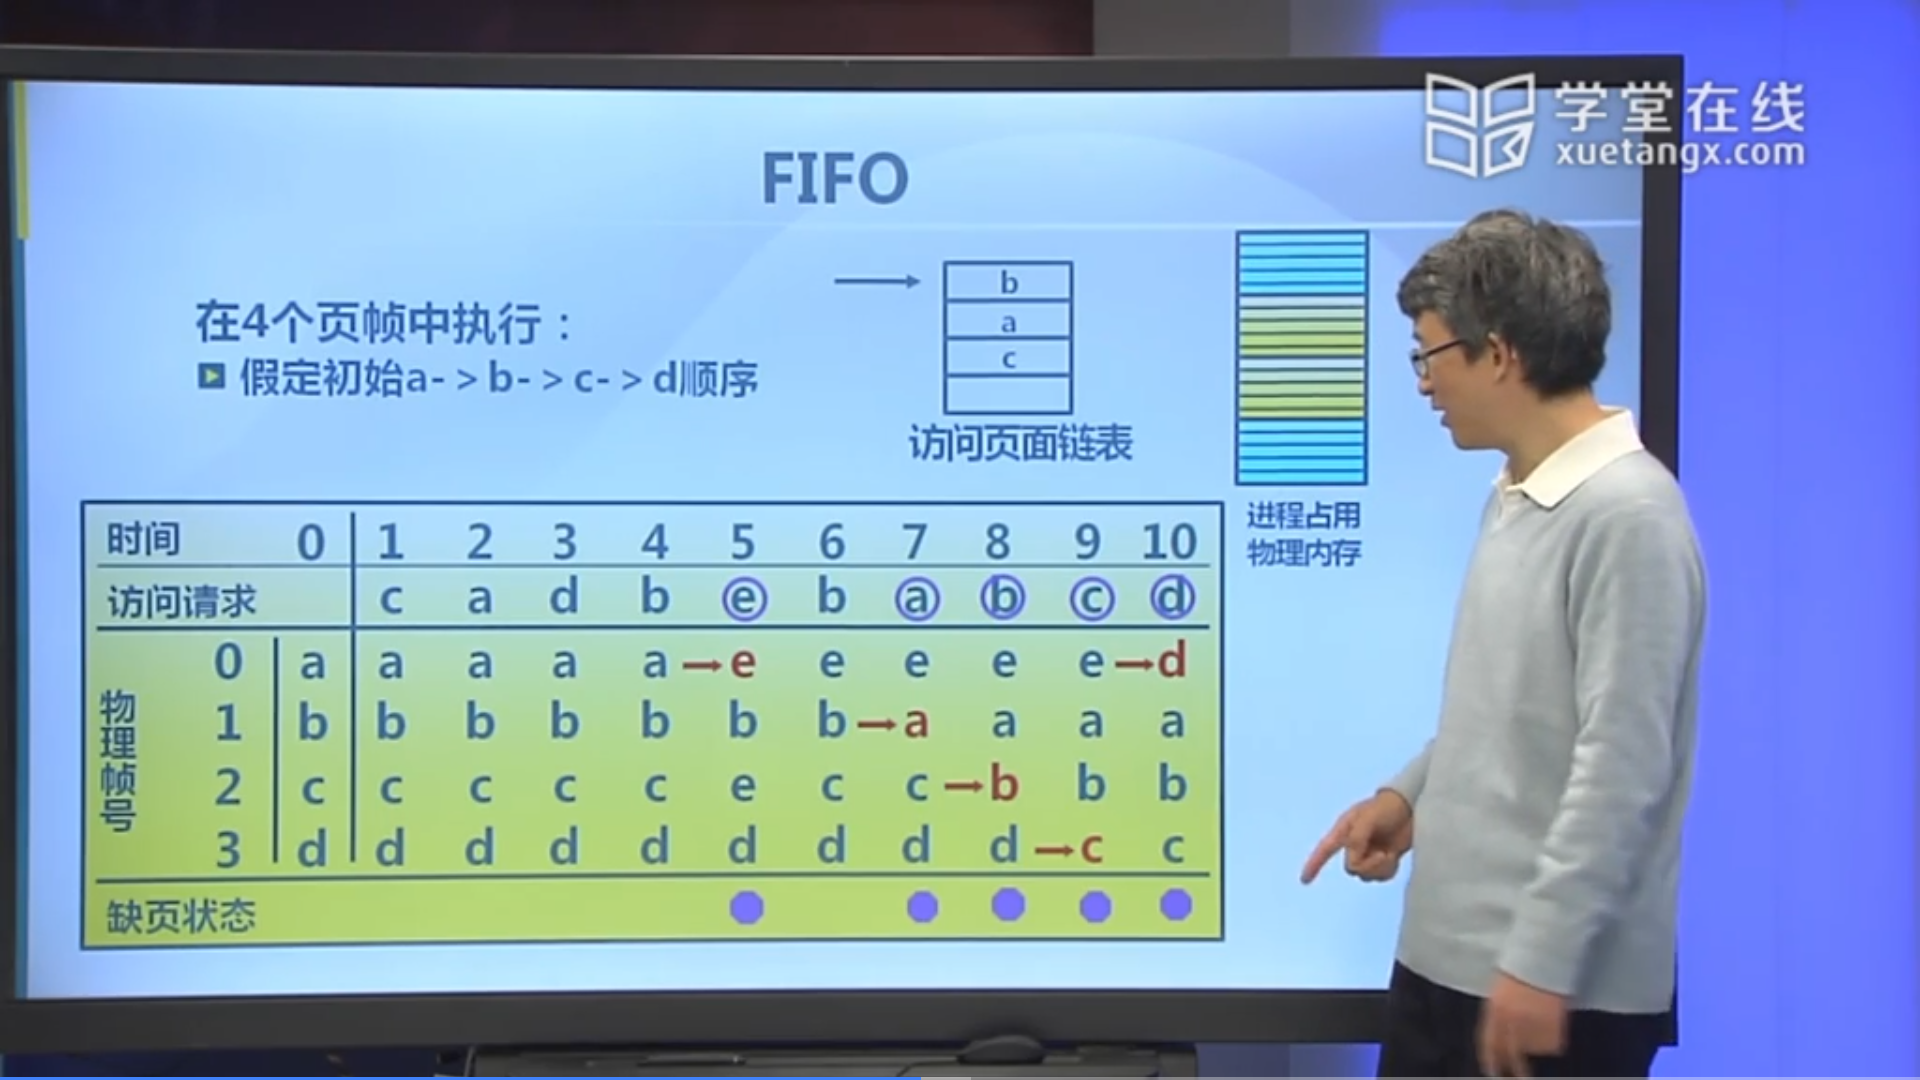 学堂在线
xuetangx.com
FIFO
在4个页帧中执行：
假定初始a->b->c->d顺序
b
a
c
访问页面链表
进程占用
物理内存
时间 0 1 2 3 4 5 6 7 8 9 10
访问请求 c a d b e b a b c d
物理帧号
0 a a a a a→e e e e e→d
1 b b b b b b b→a a a a
2 c c c c c e c c→b b b
3 d d d d d d d d d→c c
缺页状态